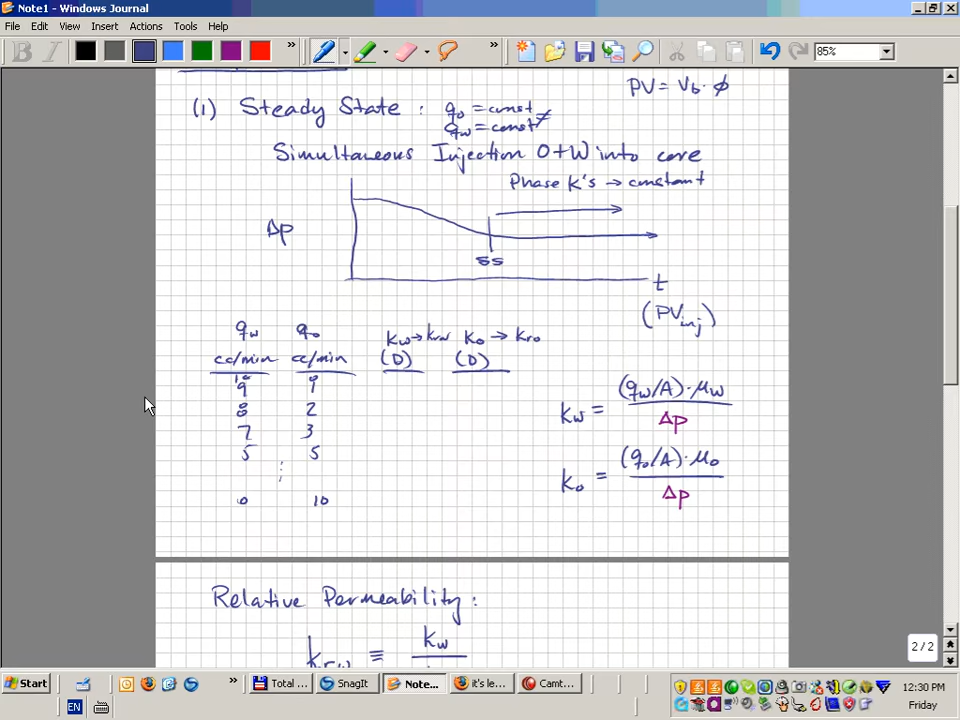 Note1 - Windows Journal
File Edit View Insert Actions Tools Help
B I » » 85%
PV = Vb · φ
(1) Steady State : qo = const
qw = const ≠
Simultaneous Injection O+W into core
Phase k's → constant
Δp
ss
t
(PVinj)
qw qo kw→krw ko → kro
cc/min cc/min (D) (D)
10
9 1
8 2
7 3
5 5
⋮
0 10
kw = (qw/A)·μw
Δp
ko = (qo/A)·μo
Δp
Relative Permeability:
krw ≡ kw
2/2
Start » Total ... SnagIt Note... it's le... Camt...
12:30 PM
EN Friday